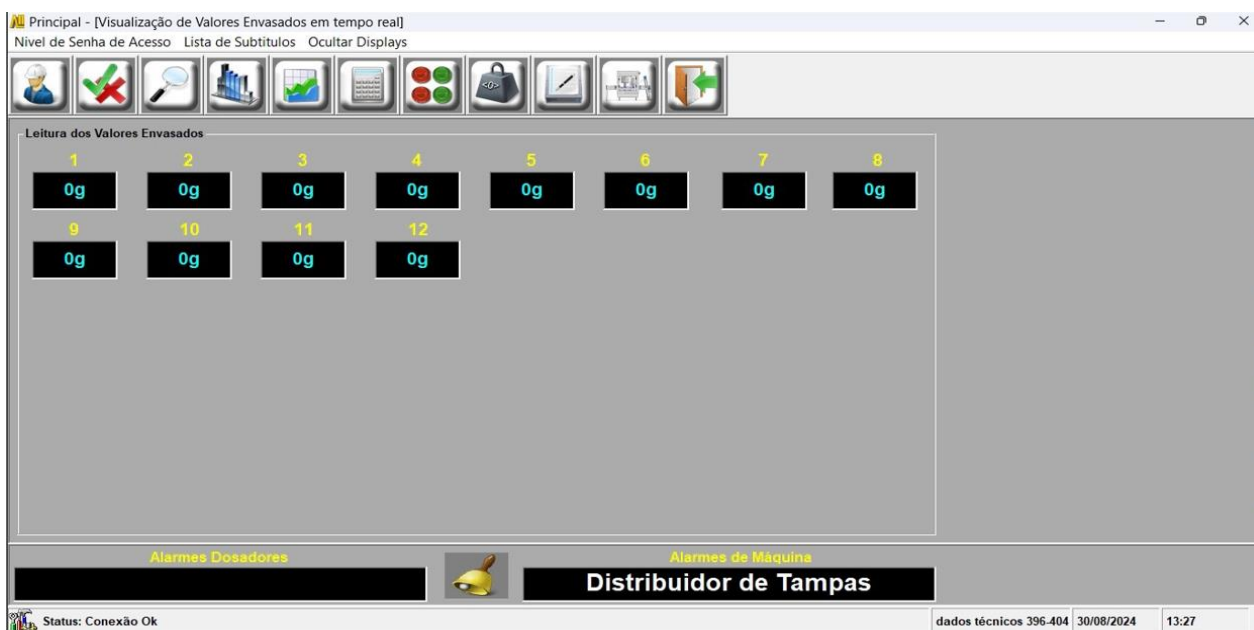 Principal - [Visualização de Valores Envasados em tempo real]
Nivel de Senha de Acesso Lista de Subtitulos Ocultar Displays
<0>
Leitura dos Valores Envasados
1 2 3 4 5 6 7 8
0g 0g 0g 0g 0g 0g 0g 0g
9 10 11 12
0g 0g 0g 0g
Alarmes Dosadores Alarmes de Máquina
Distribuidor de Tampas
Status: Conexão Ok dados técnicos 396-404 30/08/2024 13:27